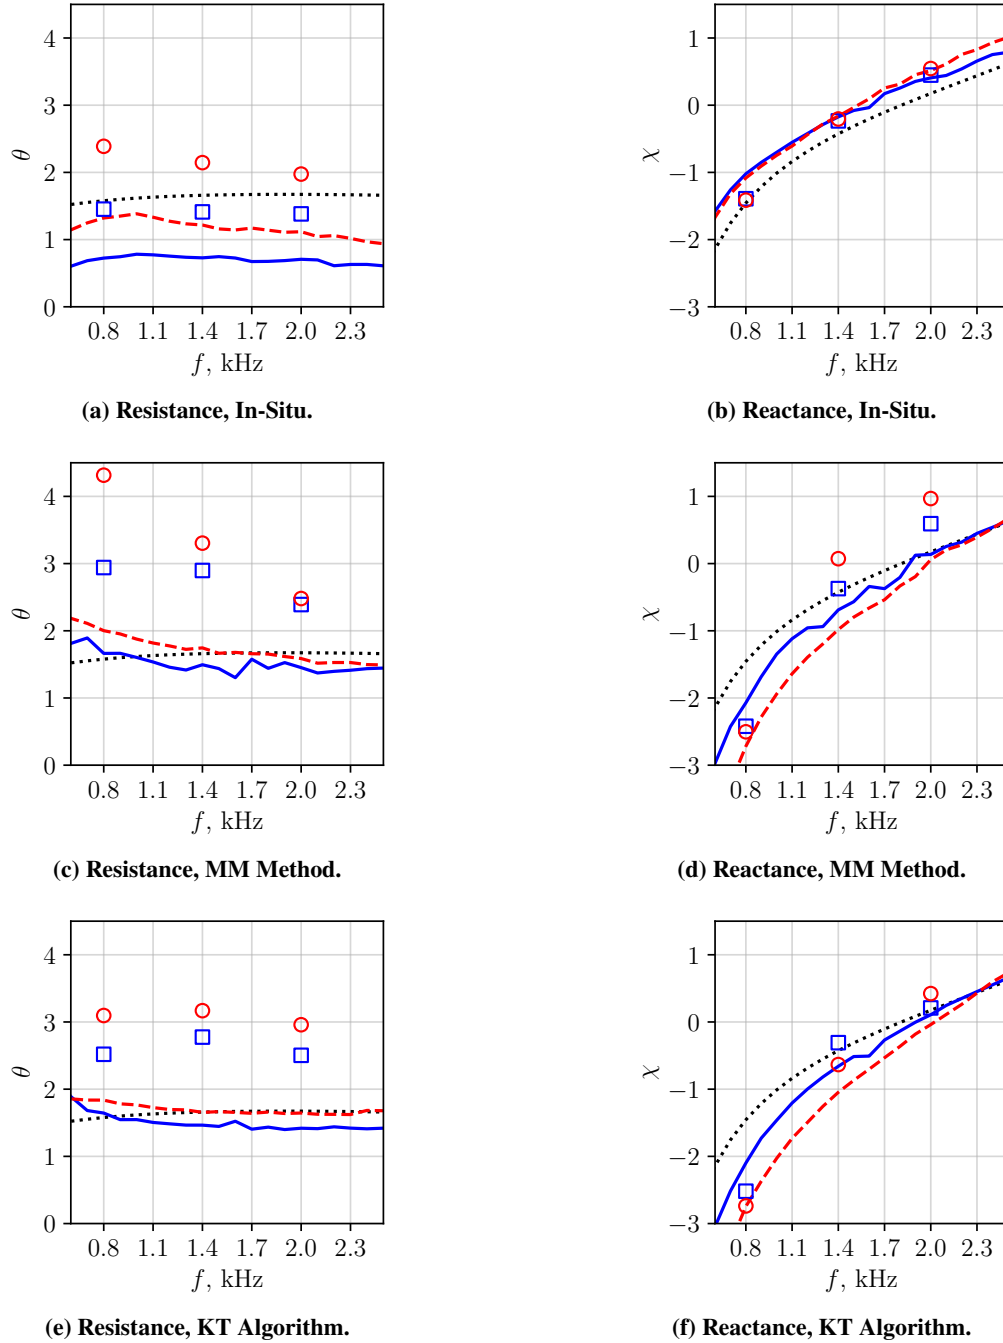 4
3
θ 2
1
0
0.8 1.1 1.4 1.7 2.0 2.3
f, kHz
(a) Resistance, In-Situ.
1
0
χ −1
−2
−3
0.8 1.1 1.4 1.7 2.0 2.3
f, kHz
(b) Reactance, In-Situ.
4
3
θ 2
1
0
0.8 1.1 1.4 1.7 2.0 2.3
f, kHz
(c) Resistance, MM Method.
1
0
χ −1
−2
−3
0.8 1.1 1.4 1.7 2.0 2.3
f, kHz
(d) Reactance, MM Method.
4
3
θ 2
1
0
0.8 1.1 1.4 1.7 2.0 2.3
f, kHz
(e) Resistance, KT Algorithm.
1
0
χ −1
−2
−3
0.8 1.1 1.4 1.7 2.0 2.3
f, kHz
(f) Reactance, KT Algorithm.